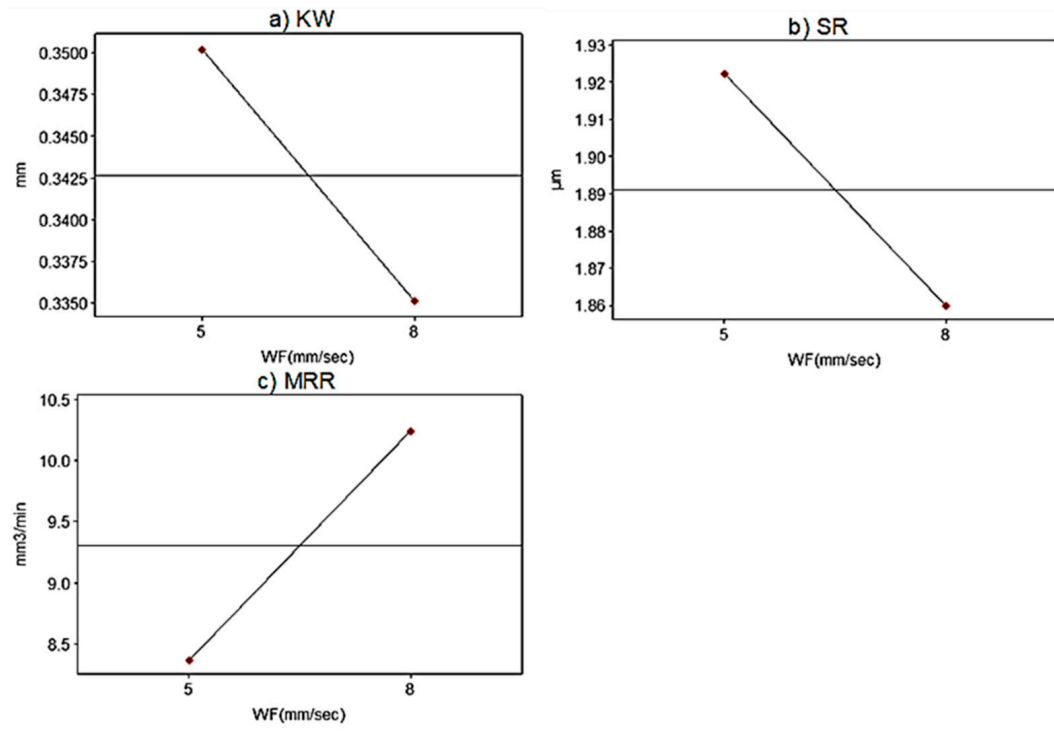 a) KW
0.3500
0.3475
0.3450
0.3425
0.3400
0.3375
0.3350
mm
5
8
WF(mm/sec)
b) SR
1.93
1.92
1.91
1.90
1.89
1.88
1.87
1.86
µm
5
8
WF(mm/sec)
c) MRR
10.5
10.0
9.5
9.0
8.5
mm3/min
5
8
WF(mm/sec)